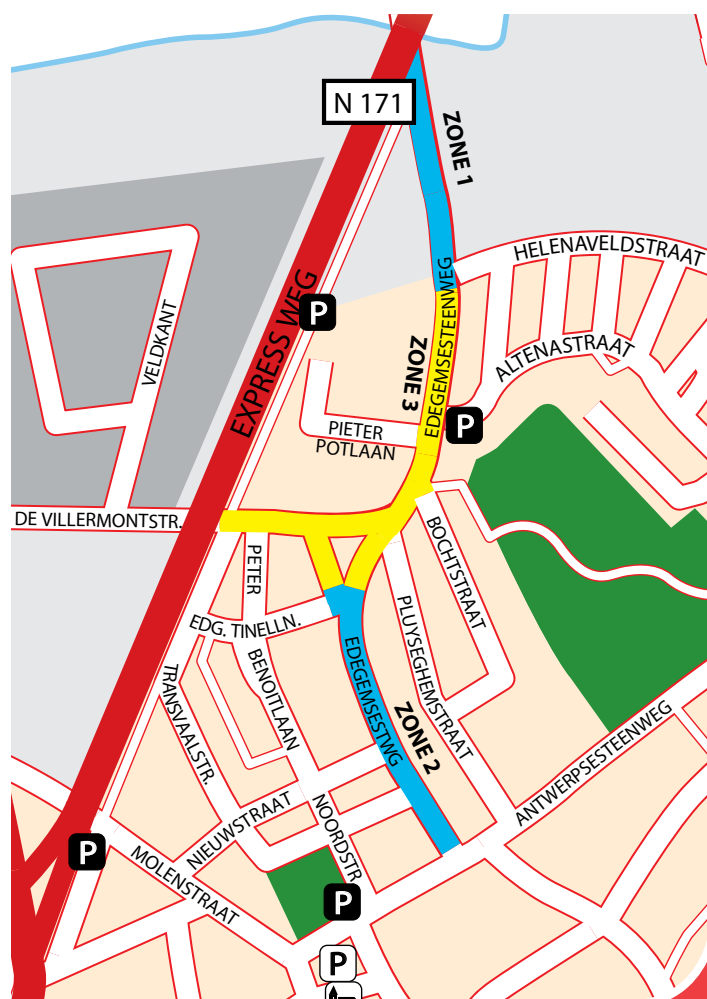 N 171
ZONE 1
HELENAVELDSTRAAT
EXPRESS WEG
P
VELDKANT
EDEGEMSESTEENWEG
ZONE 3
ALTENASTRAAT
P
PIETER
POTLAAN
DE VILLERMONTSTR.
BOCHTSTRAAT
PETER
BENOITLAAN
EDG. TINELLN.
PLUYSEGHEMSTRAAT
EDEGEMSESTWG
ZONE 2
TRANSVAALSTR.
ANTWERPSESTEENWEG
NIEUWSTRAAT
NOORDSTR.
P
MOLENSTRAAT
P
P